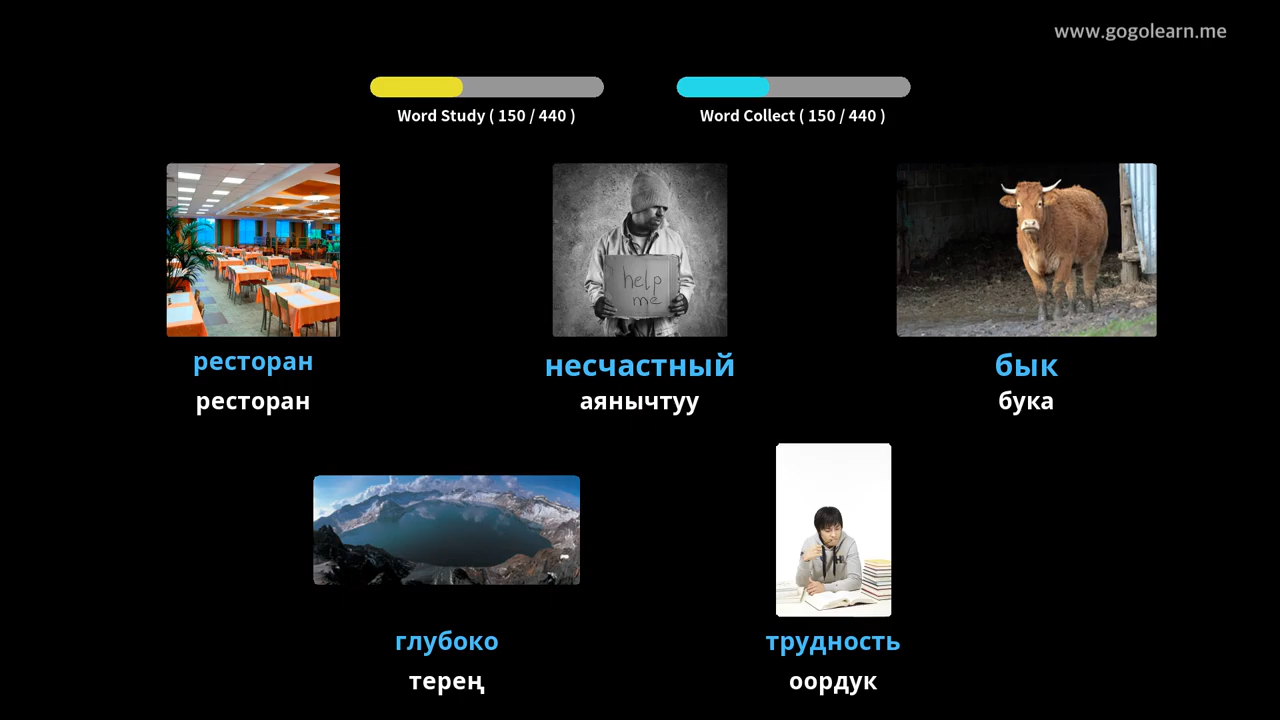 www.gogolearn.me
Word Study ( 150 / 440 )
Word Collect ( 150 / 440 )
help
me
ресторан
ресторан
несчастный
аянычтуу
бык
бука
глубоко
терең
трудность
оордук